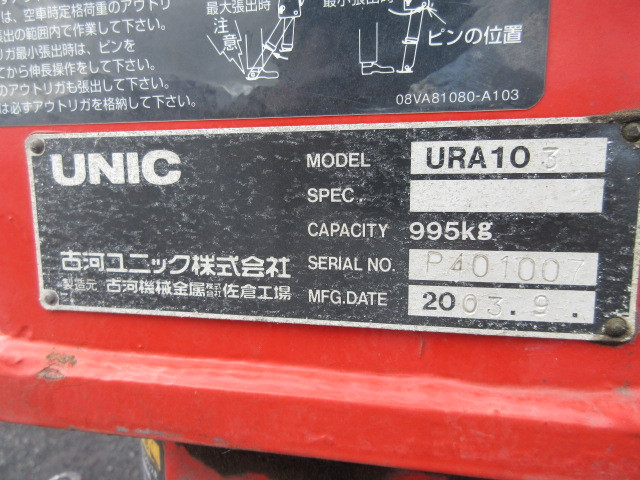 は、空車時定格荷重のアウトリ
出の範囲内で作業して下さい。
リガ最小張出時は、ピンを
てから伸長操作をして下さい。
のアウトリガも張出して下さい。
は必ずアウトリガを格納して下さい。
最大張出時
最小張出時
注意
ピンの位置
08VA81080-A103
UNIC
MODEL URA103
SPEC.
CAPACITY 995kg
古河ユニック株式会社 SERIAL NO. P401007
製造元 古河機械金属株式会社佐倉工場 MFG.DATE 2003.9.